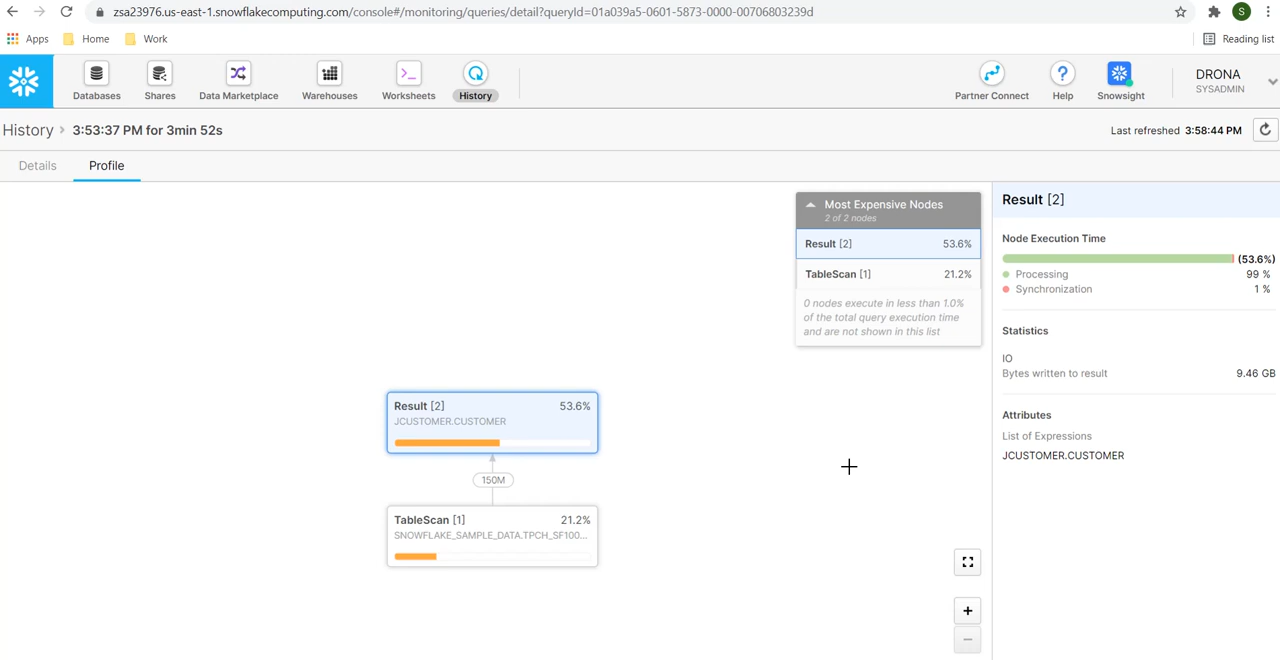 zsa23976.us-east-1.snowflakecomputing.com/console#/monitoring/queries/detail?queryId=01a039a5-0601-5873-0000-00706803239d
S
Apps Home Work Reading list
Databases Shares Data Marketplace Warehouses Worksheets History Partner Connect Help Snowsight
DRONA
SYSADMIN
History > 3:53:37 PM for 3min 52s Last refreshed 3:58:44 PM
Details Profile
Most Expensive Nodes
2 of 2 nodes
Result [2] 53.6%
TableScan [1] 21.2%
0 nodes execute in less than 1.0%
of the total query execution time
and are not shown in this list
Result [2] 53.6%
JCUSTOMER.CUSTOMER
150M
TableScan [1] 21.2%
SNOWFLAKE_SAMPLE_DATA.TPCH_SF100...
Result [2]
Node Execution Time
(53.6%)
Processing 99 %
Synchronization 1 %
Statistics
IO
Bytes written to result 9.46 GB
Attributes
List of Expressions
JCUSTOMER.CUSTOMER